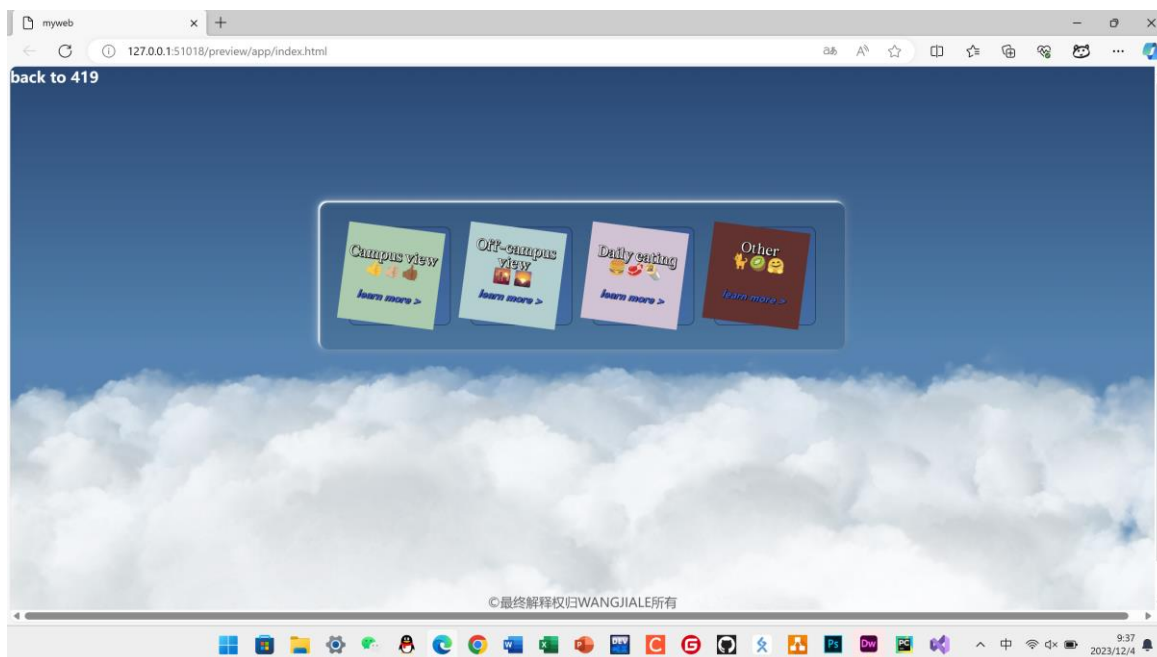 myweb
127.0.0.1:51018/preview/app/index.html
back to 419
Campus view
learn more >
Off-campus
view
learn more >
Daily eating
learn more >
Other
learn more >
©最终解释权归WANGJIALE所有
中
9:37
2023/12/4